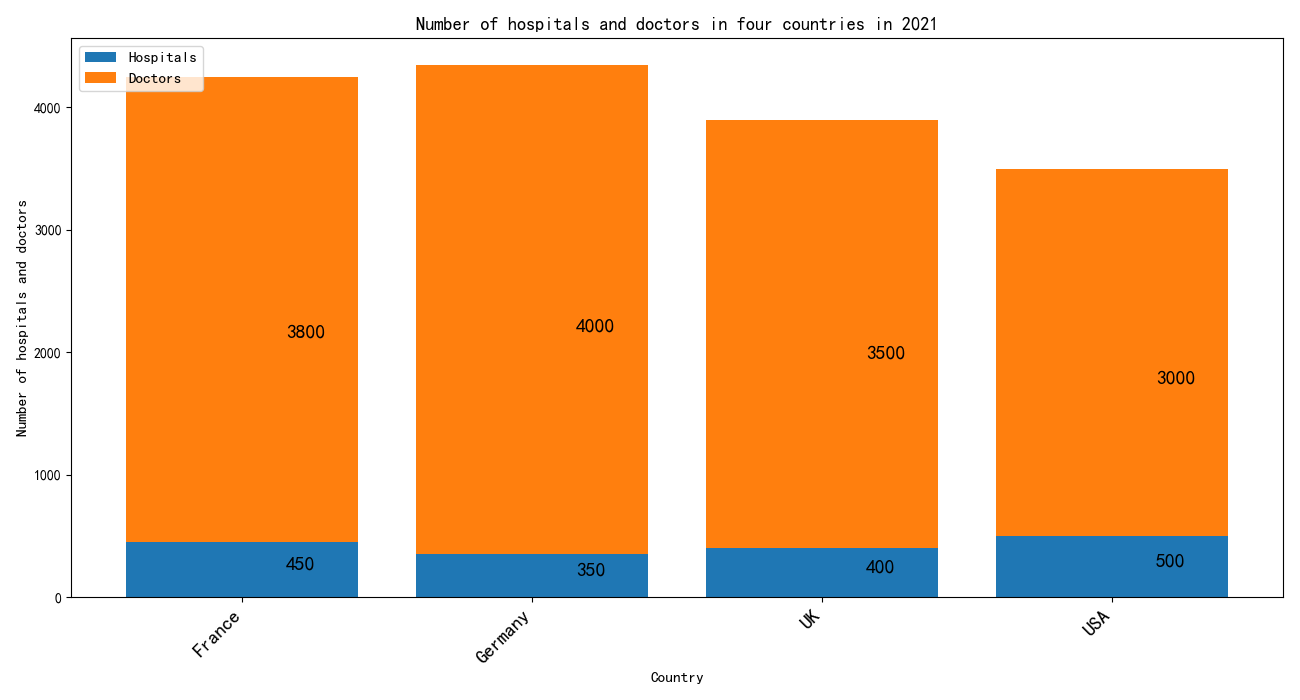 Number of hospitals and doctors in four countries in 2021
Hospitals
Doctors
Number of hospitals and doctors
4000
3000
2000
1000
0
3800
4000
3500
3000
450
350
400
500
France
Germany
UK
USA
Country